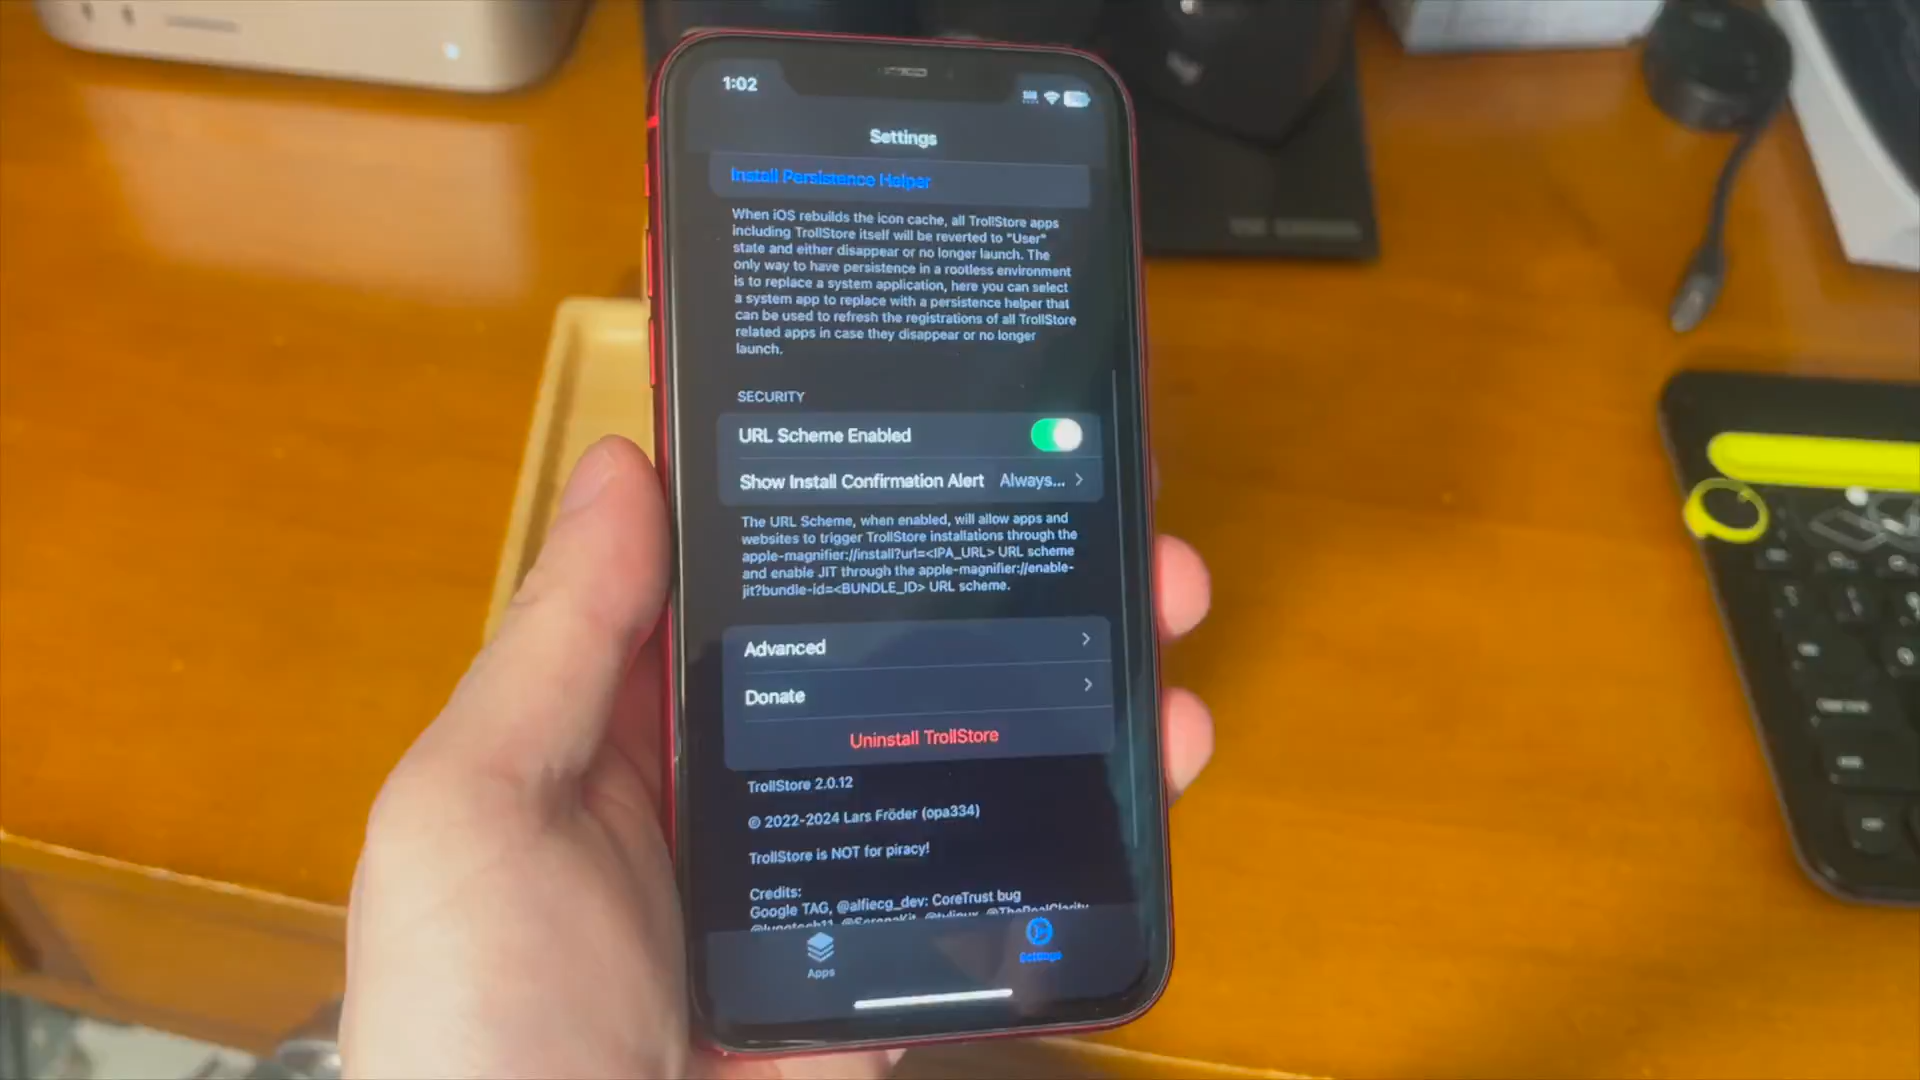 1:02
Settings
Install Persistence Helper
When iOS rebuilds the icon cache, all TrollStore apps
including TrollStore itself will be reverted to "User"
state and either disappear or no longer launch. The
only way to have persistence in a rootless environment
is to replace a system application, here you can select
a system app to replace with a persistence helper that
can be used to refresh the registrations of all TrollStore
related apps in case they disappear or no longer
launch.
SECURITY
URL Scheme Enabled
Show Install Confirmation Alert Always...
The URL Scheme, when enabled, will allow apps and
websites to trigger TrollStore installations through the
apple-magnifier://install?url=<IPA_URL> URL scheme
and enable JIT through the apple-magnifier://enable-
jit?bundle-id=<BUNDLE_ID> URL scheme.
Advanced
Donate
Uninstall TrollStore
TrollStore 2.0.12
© 2022-2024 Lars Fröder (opa334)
TrollStore is NOT for piracy!
Credits:
Google TAG, @alfiecg_dev: CoreTrust bug
Apps
Settings